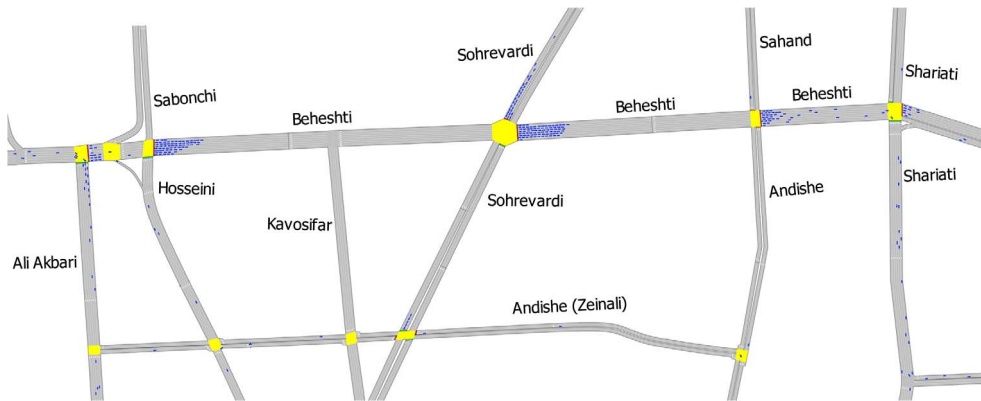 Sohrevardi
Sahand
Shariati
Sabonchi
Beheshti
Beheshti
Beheshti
Hosseini
Sohrevardi
Andishe
Shariati
Kavosifar
Ali Akbari
Andishe (Zeinali)